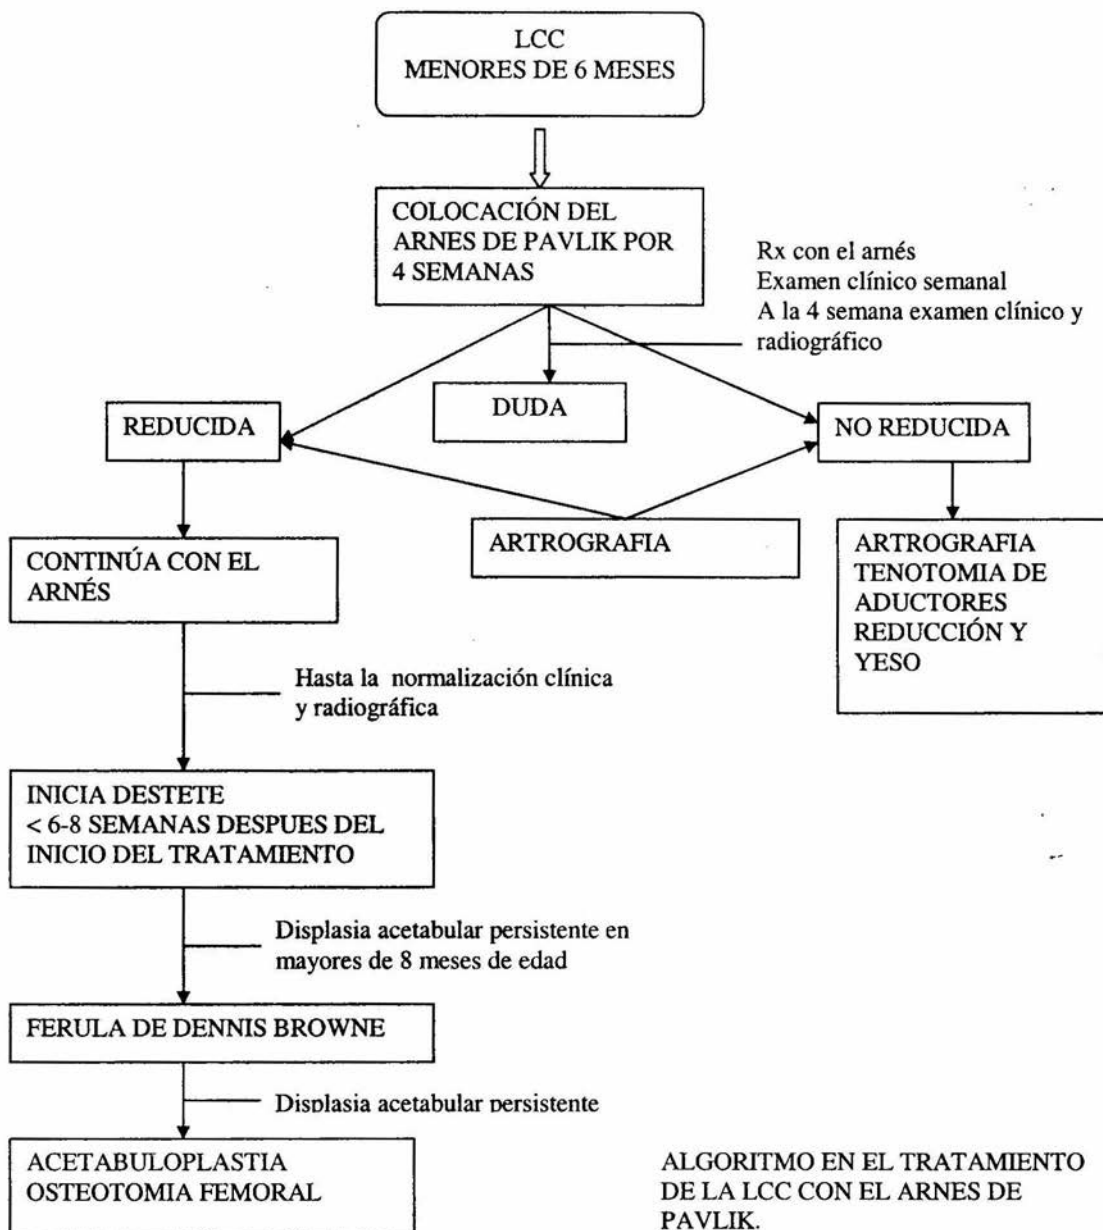 LCC
MENORES DE 6 MESES
COLOCACIÓN DEL
ARNES DE PAVLIK POR
4 SEMANAS
Rx con el arnés
Examen clínico semanal
A la 4 semana examen clínico y
radiográfico
REDUCIDA
DUDA
NO REDUCIDA
ARTROGRAFIA
CONTINÚA CON EL
ARNÉS
ARTROGRAFIA
TENOTOMIA DE
ADUCTORES
REDUCCIÓN Y
YESO
Hasta la normalización clínica
y radiográfica
INICIA DESTETE
< 6-8 SEMANAS DESPUES DEL
INICIO DEL TRATAMIENTO
Displasia acetabular persistente en
mayores de 8 meses de edad
FERULA DE DENNIS BROWNE
Displasia acetabular persistente
ACETABULOPLASTIA
OSTEOTOMIA FEMORAL
ALGORITMO EN EL TRATAMIENTO
DE LA LCC CON EL ARNES DE
PAVLIK.